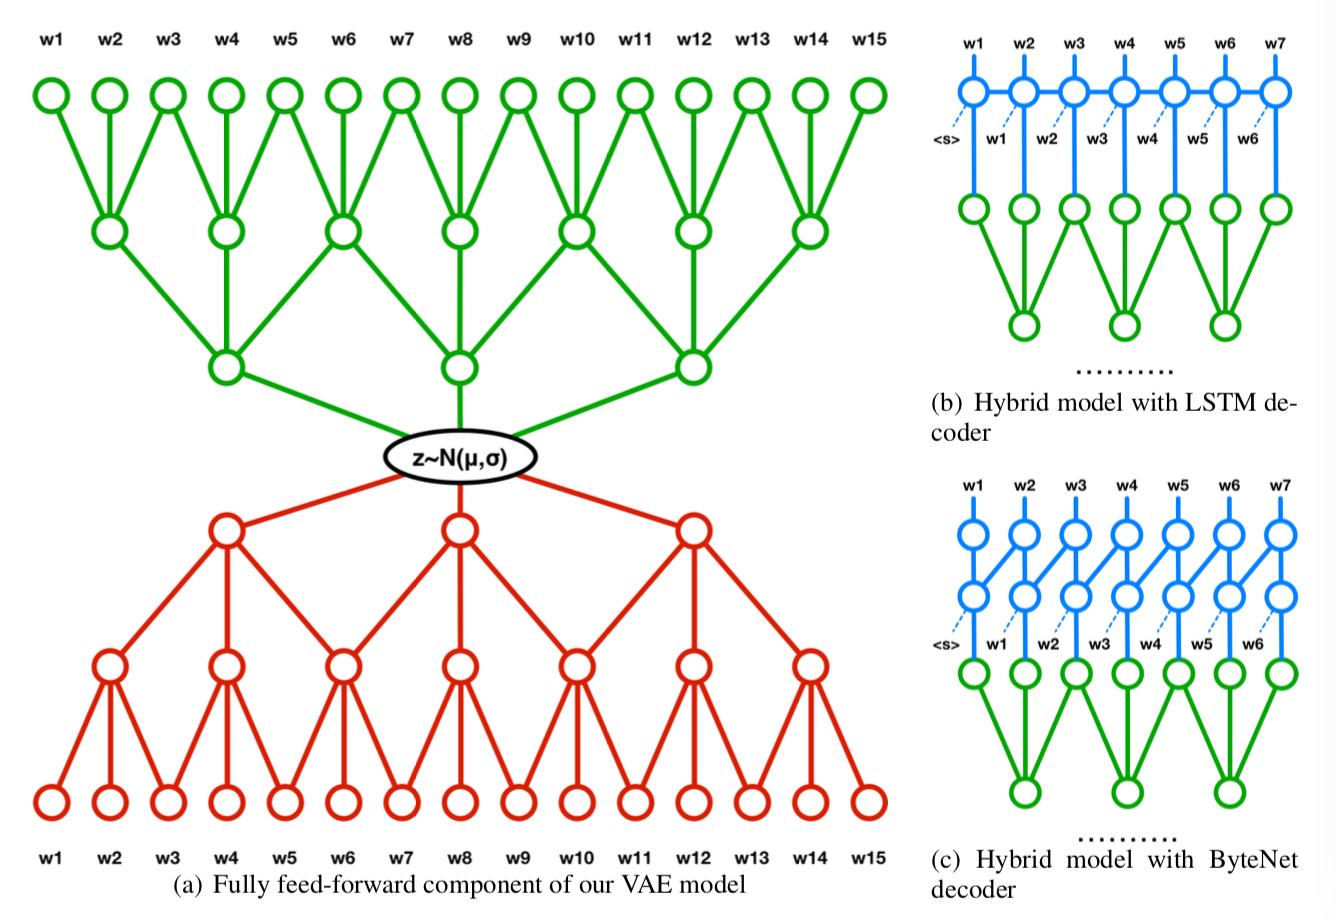 w1 w2 w3 w4 w5 w6 w7 w8 w9 w10 w11 w12 w13 w14 w15
z~N(μ,σ)
w1 w2 w3 w4 w5 w6 w7 w8 w9 w10 w11 w12 w13 w14 w15
(a) Fully feed-forward component of our VAE model
w1 w2 w3 w4 w5 w6 w7
<s> w1 w2 w3 w4 w5 w6
..........
(b) Hybrid model with LSTM de-
coder
w1 w2 w3 w4 w5 w6 w7
<s> w1 w2 w3 w4 w5 w6
..........
(c) Hybrid model with ByteNet
decoder